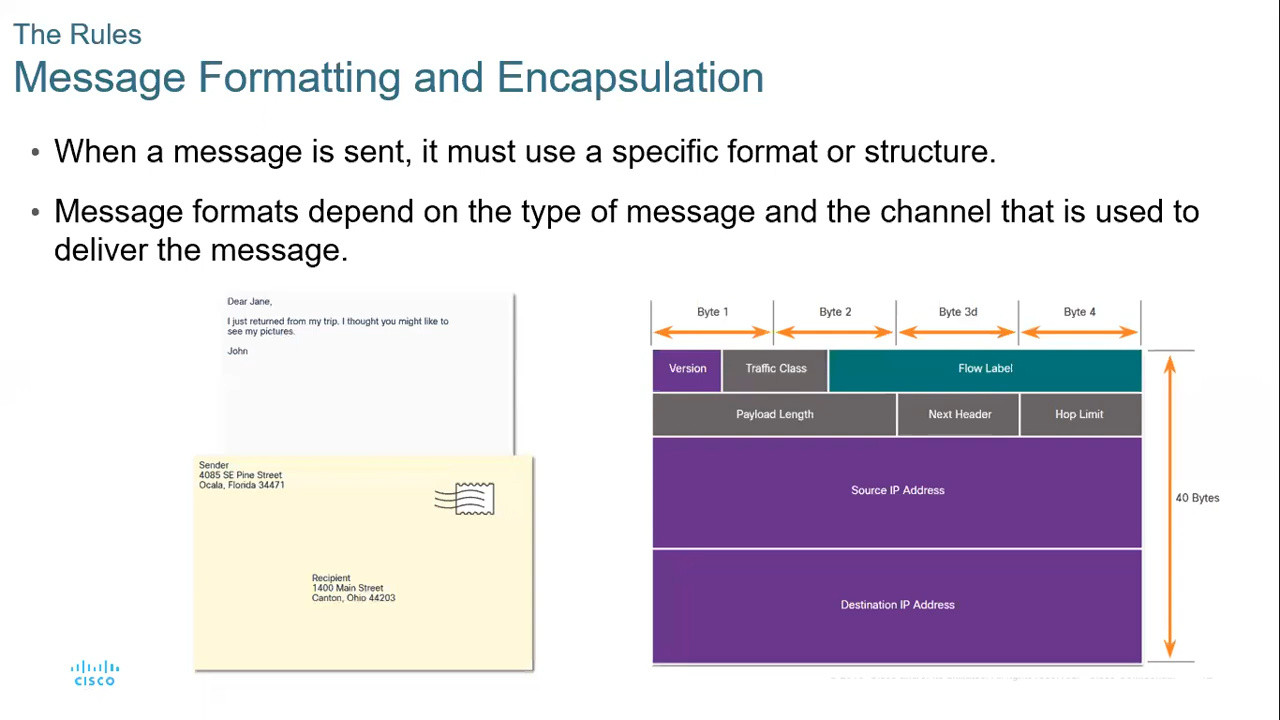 The Rules
Message Formatting and Encapsulation
• When a message is sent, it must use a specific format or structure.
• Message formats depend on the type of message and the channel that is used to
deliver the message.
Dear Jane,
I just returned from my trip. I thought you might like to
see my pictures.
John
Sender
4085 SE Pine Street
Ocala, Florida 34471
Recipient
1400 Main Street
Canton, Ohio 44203
Byte 1 Byte 2 Byte 3d Byte 4
Version Traffic Class Flow Label
Payload Length Next Header Hop Limit
Source IP Address
40 Bytes
Destination IP Address
CISCO